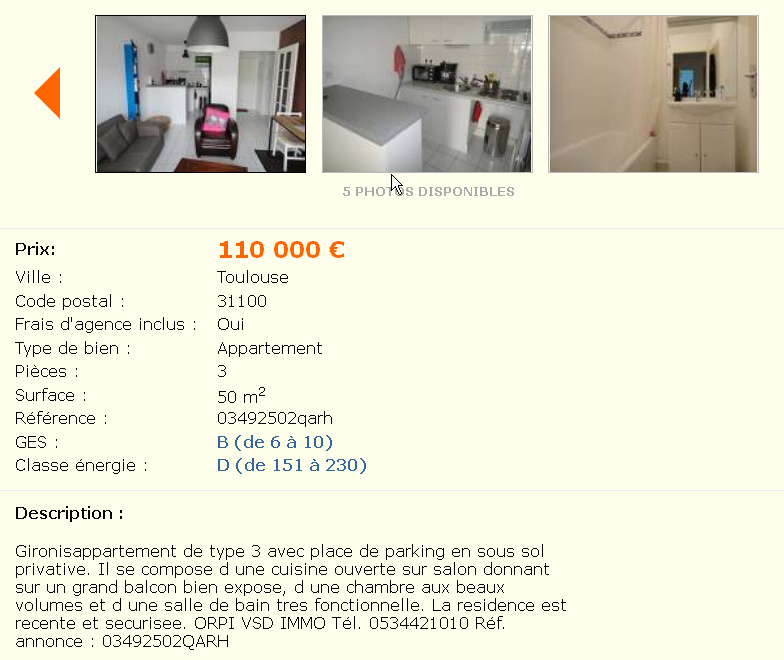 5 PHOTOS DISPONIBLES
Prix: 110 000 €
Ville : Toulouse
Code postal : 31100
Frais d'agence inclus : Oui
Type de bien : Appartement
Pièces : 3
Surface : 50 m²
Référence : 03492502qarh
GES : B (de 6 à 10)
Classe énergie : D (de 151 à 230)
Description :
Gironisappartement de type 3 avec place de parking en sous sol
privative. Il se compose d une cuisine ouverte sur salon donnant
sur un grand balcon bien expose, d une chambre aux beaux
volumes et d une salle de bain tres fonctionnelle. La residence est
recente et securisee. ORPI VSD IMMO Tél. 0534421010 Réf.
annonce : 03492502QARH